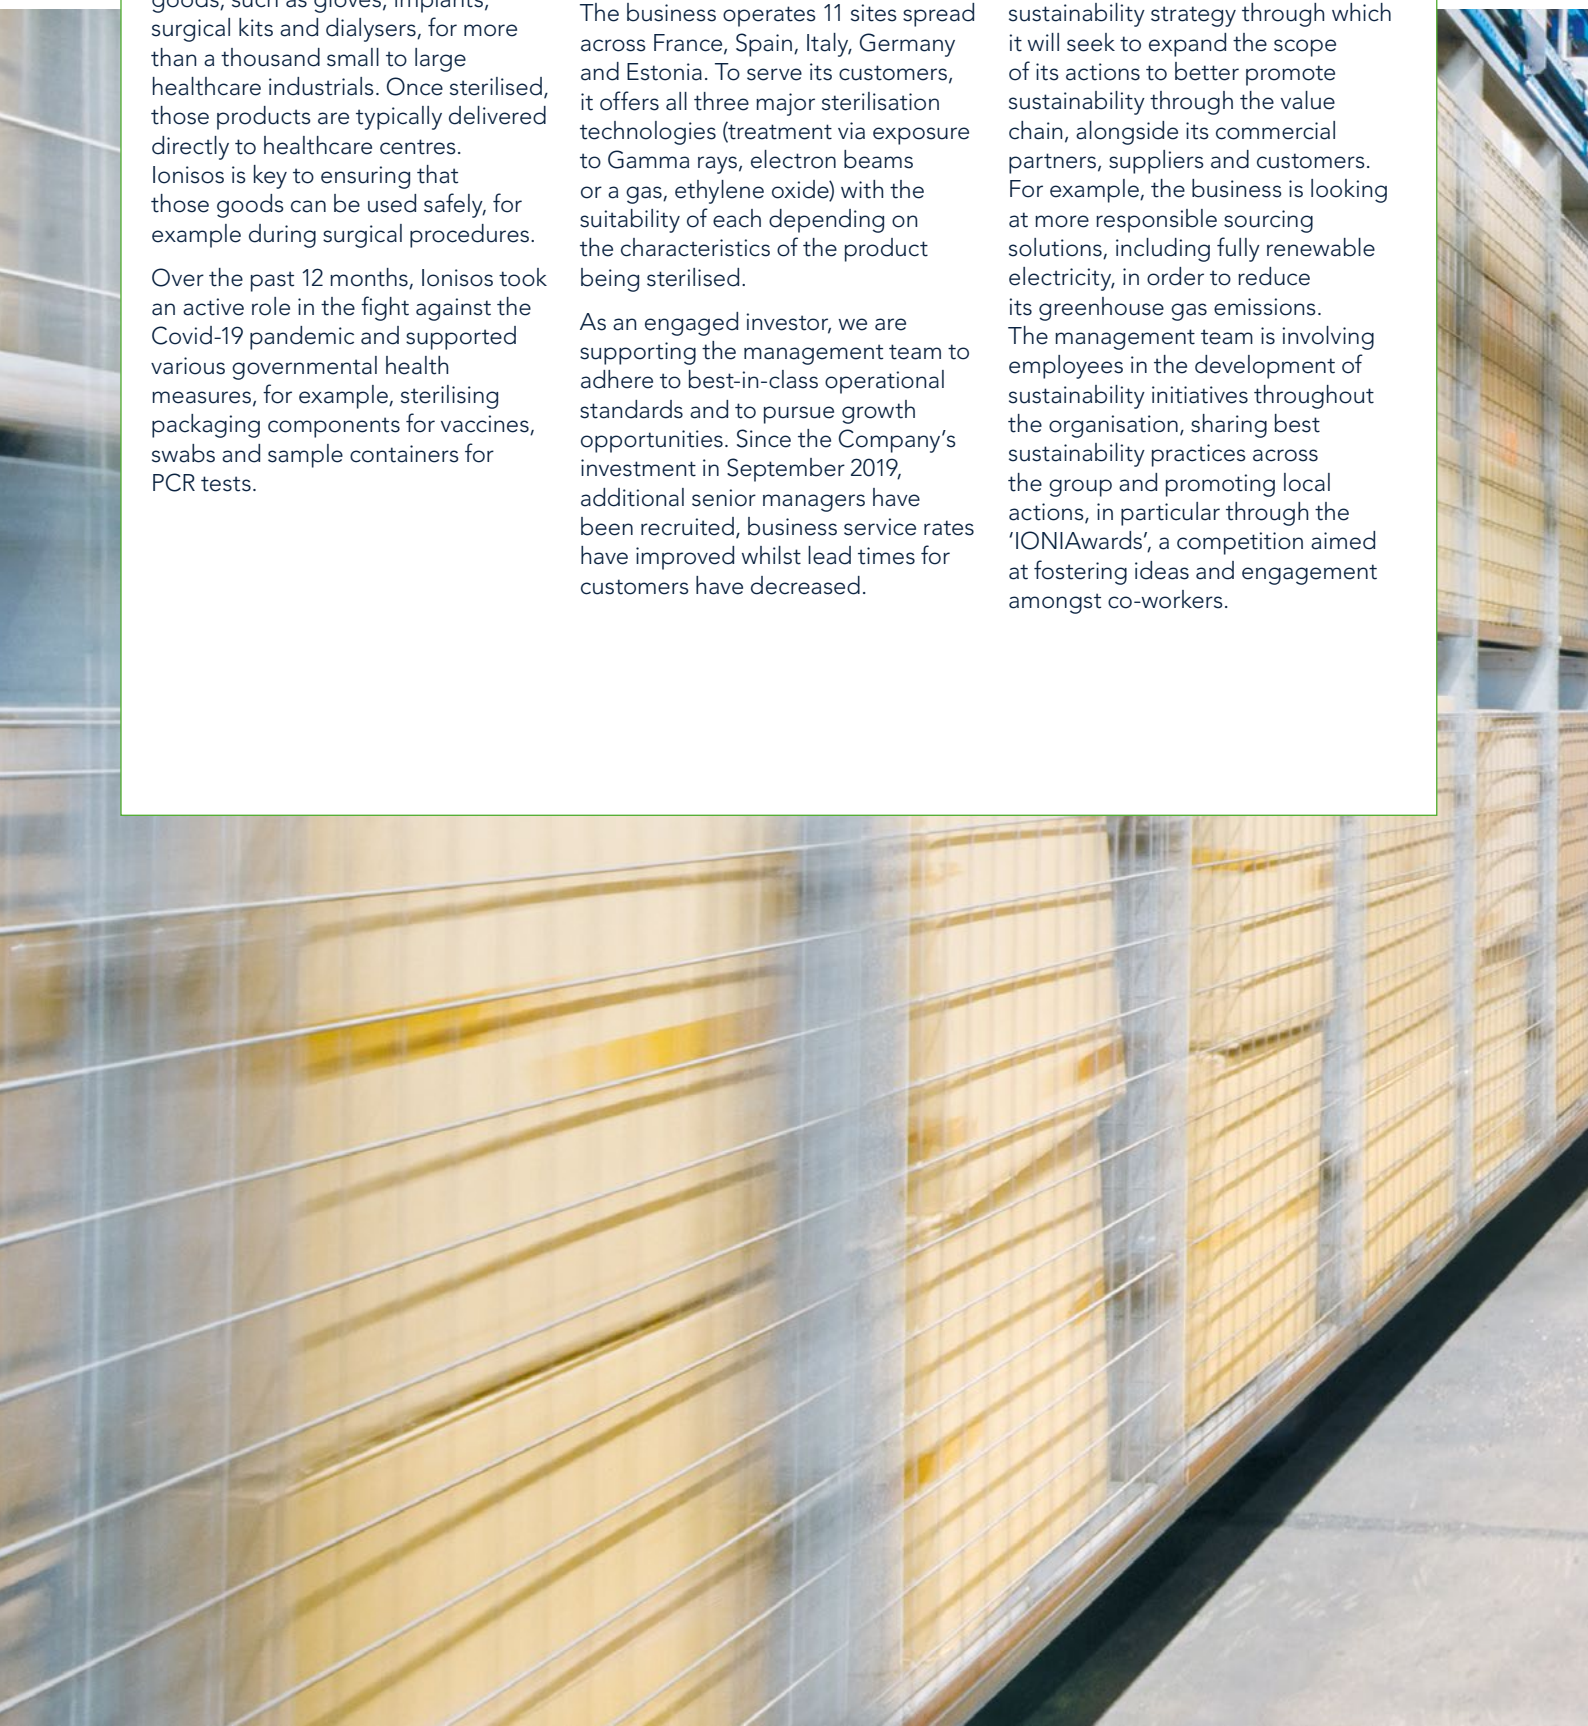 goods, such as gloves, implants,
surgical kits and dialysers, for more
than a thousand small to large
healthcare industrials. Once sterilised,
those products are typically delivered
directly to healthcare centres.
Ionisos is key to ensuring that
those goods can be used safely, for
example during surgical procedures.
Over the past 12 months, Ionisos took
an active role in the fight against the
Covid-19 pandemic and supported
various governmental health
measures, for example, sterilising
packaging components for vaccines,
swabs and sample containers for
PCR tests.
The business operates 11 sites spread
across France, Spain, Italy, Germany
and Estonia. To serve its customers,
it offers all three major sterilisation
technologies (treatment via exposure
to Gamma rays, electron beams
or a gas, ethylene oxide) with the
suitability of each depending on
the characteristics of the product
being sterilised.
As an engaged investor, we are
supporting the management team to
adhere to best-in-class operational
standards and to pursue growth
opportunities. Since the Company’s
investment in September 2019,
additional senior managers have
been recruited, business service rates
have improved whilst lead times for
customers have decreased.
sustainability strategy through which
it will seek to expand the scope
of its actions to better promote
sustainability through the value
chain, alongside its commercial
partners, suppliers and customers.
For example, the business is looking
at more responsible sourcing
solutions, including fully renewable
electricity, in order to reduce
its greenhouse gas emissions.
The management team is involving
employees in the development of
sustainability initiatives throughout
the organisation, sharing best
sustainability practices across
the group and promoting local
actions, in particular through the
‘IONIAwards’, a competition aimed
at fostering ideas and engagement
amongst co-workers.